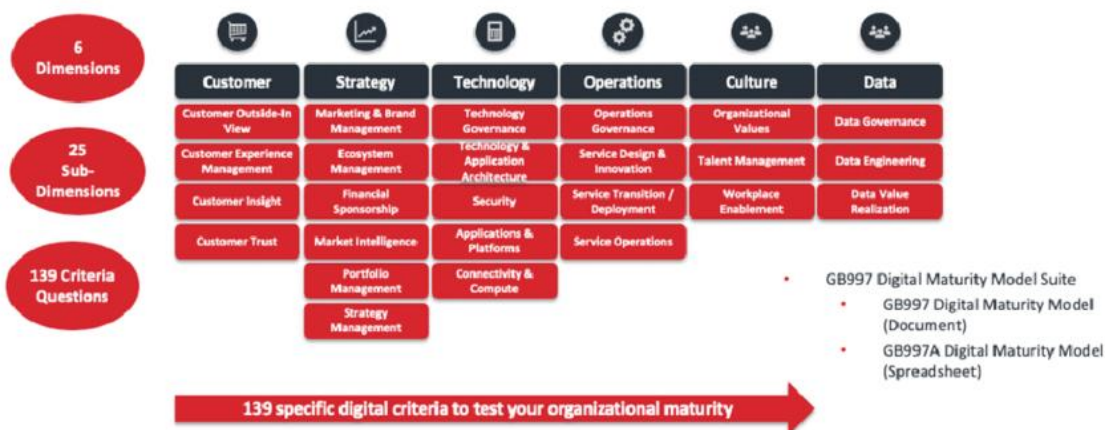 6
Dimensions
25
Sub-
Dimensions
139 Criteria
Questions
Customer
Strategy
Technology
Operations
Culture
Data
Customer Outside-In
View
Customer Experience
Management
Customer Insight
Customer Trust
Marketing & Brand
Management
Ecosystem
Management
Financial
Sponsorship
Market Intelligence
Portfolio
Management
Strategy
Management
Technology
Governance
Technology &
Application
Architecture
Security
Applications &
Platforms
Connectivity &
Compute
Operations
Governance
Service Design &
Innovation
Service Transition /
Deployment
Service Operations
Organizational
Values
Talent Management
Workplace
Enablement
Data Governance
Data Engineering
Data Value
Realization
• GB997 Digital Maturity Model Suite
• GB997 Digital Maturity Model
(Document)
• GB997A Digital Maturity Model
(Spreadsheet)
139 specific digital criteria to test your organizational maturity